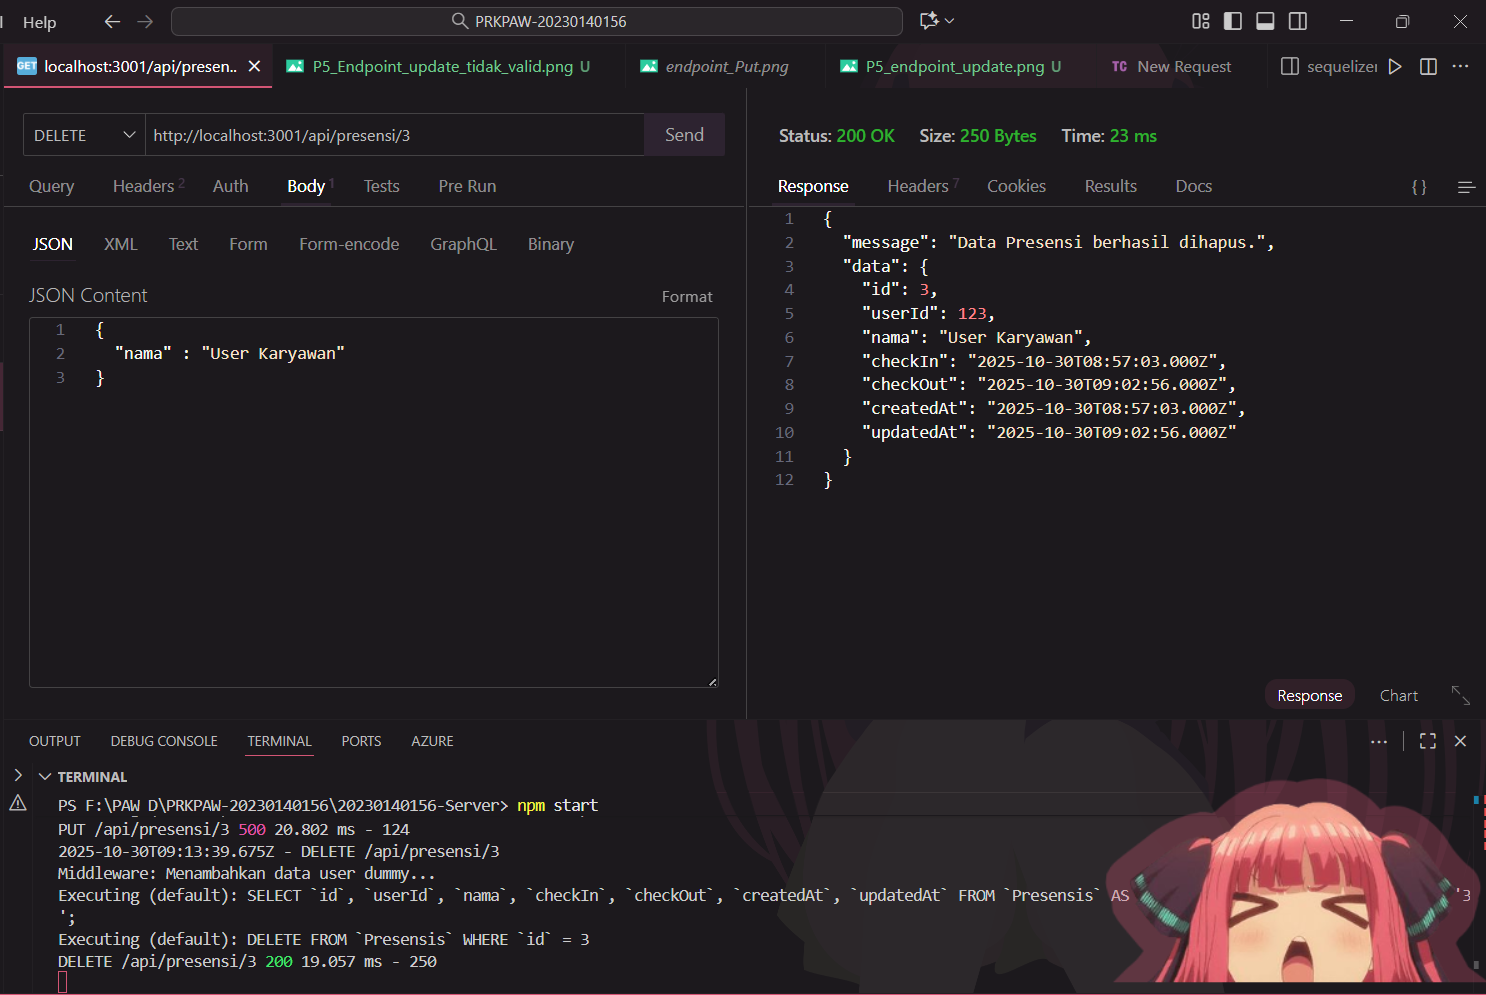 Help
PRKPAW-20230140156
GET localhost:3001/api/presen..
P5_Endpoint_update_tidak_valid.png U
endpoint_Put.png
P5_endpoint_update.png U
TC New Request
sequelizer
DELETE
http://localhost:3001/api/presensi/3
Send
Query
Headers 2
Auth
Body 1
Tests
Pre Run
JSON
XML
Text
Form
Form-encode
GraphQL
Binary
JSON Content
Format
1 {
2 "nama" : "User Karyawan"
3 }
Status: 200 OK
Size: 250 Bytes
Time: 23 ms
Response
Headers 7
Cookies
Results
Docs
{}
1 {
2 "message": "Data Presensi berhasil dihapus.",
3 "data": {
4 "id": 3,
5 "userId": 123,
6 "nama": "User Karyawan",
7 "checkIn": "2025-10-30T08:57:03.000Z",
8 "checkOut": "2025-10-30T09:02:56.000Z",
9 "createdAt": "2025-10-30T08:57:03.000Z",
10 "updatedAt": "2025-10-30T09:02:56.000Z"
11 }
12 }
Response
Chart
OUTPUT
DEBUG CONSOLE
TERMINAL
PORTS
AZURE
TERMINAL
PS F:\PAW D\PRKPAW-20230140156\20230140156-Server> npm start
PUT /api/presensi/3 500 20.802 ms - 124
2025-10-30T09:13:39.675Z - DELETE /api/presensi/3
Middleware: Menambahkan data user dummy...
Executing (default): SELECT `id`, `userId`, `nama`, `checkIn`, `checkOut`, `createdAt`, `updatedAt` FROM `Presensis` AS '3
';
Executing (default): DELETE FROM `Presensis` WHERE `id` = 3
DELETE /api/presensi/3 200 19.057 ms - 250